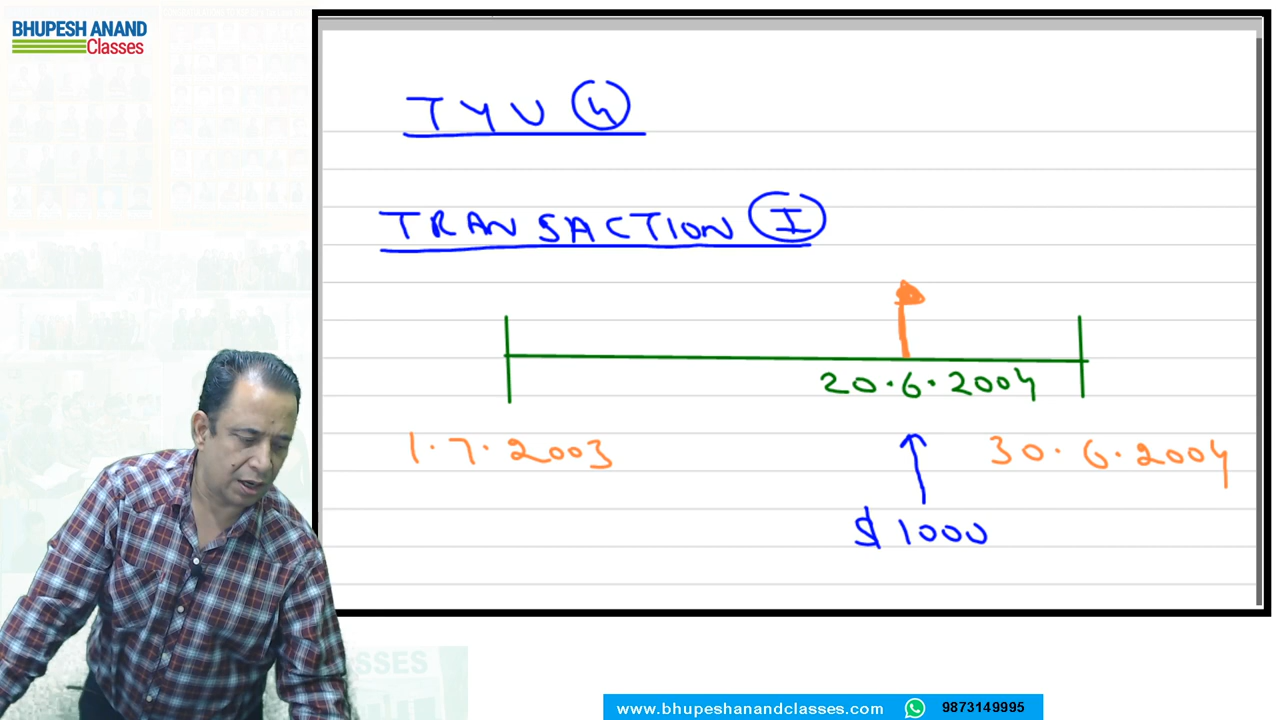 BHUPESH ANAND
Classes
TYU 4
TRANSACTION I
20.6.2004
1.7.2003
30.6.2004
$ 1000
www.bhupeshanandclasses.com 9873149995